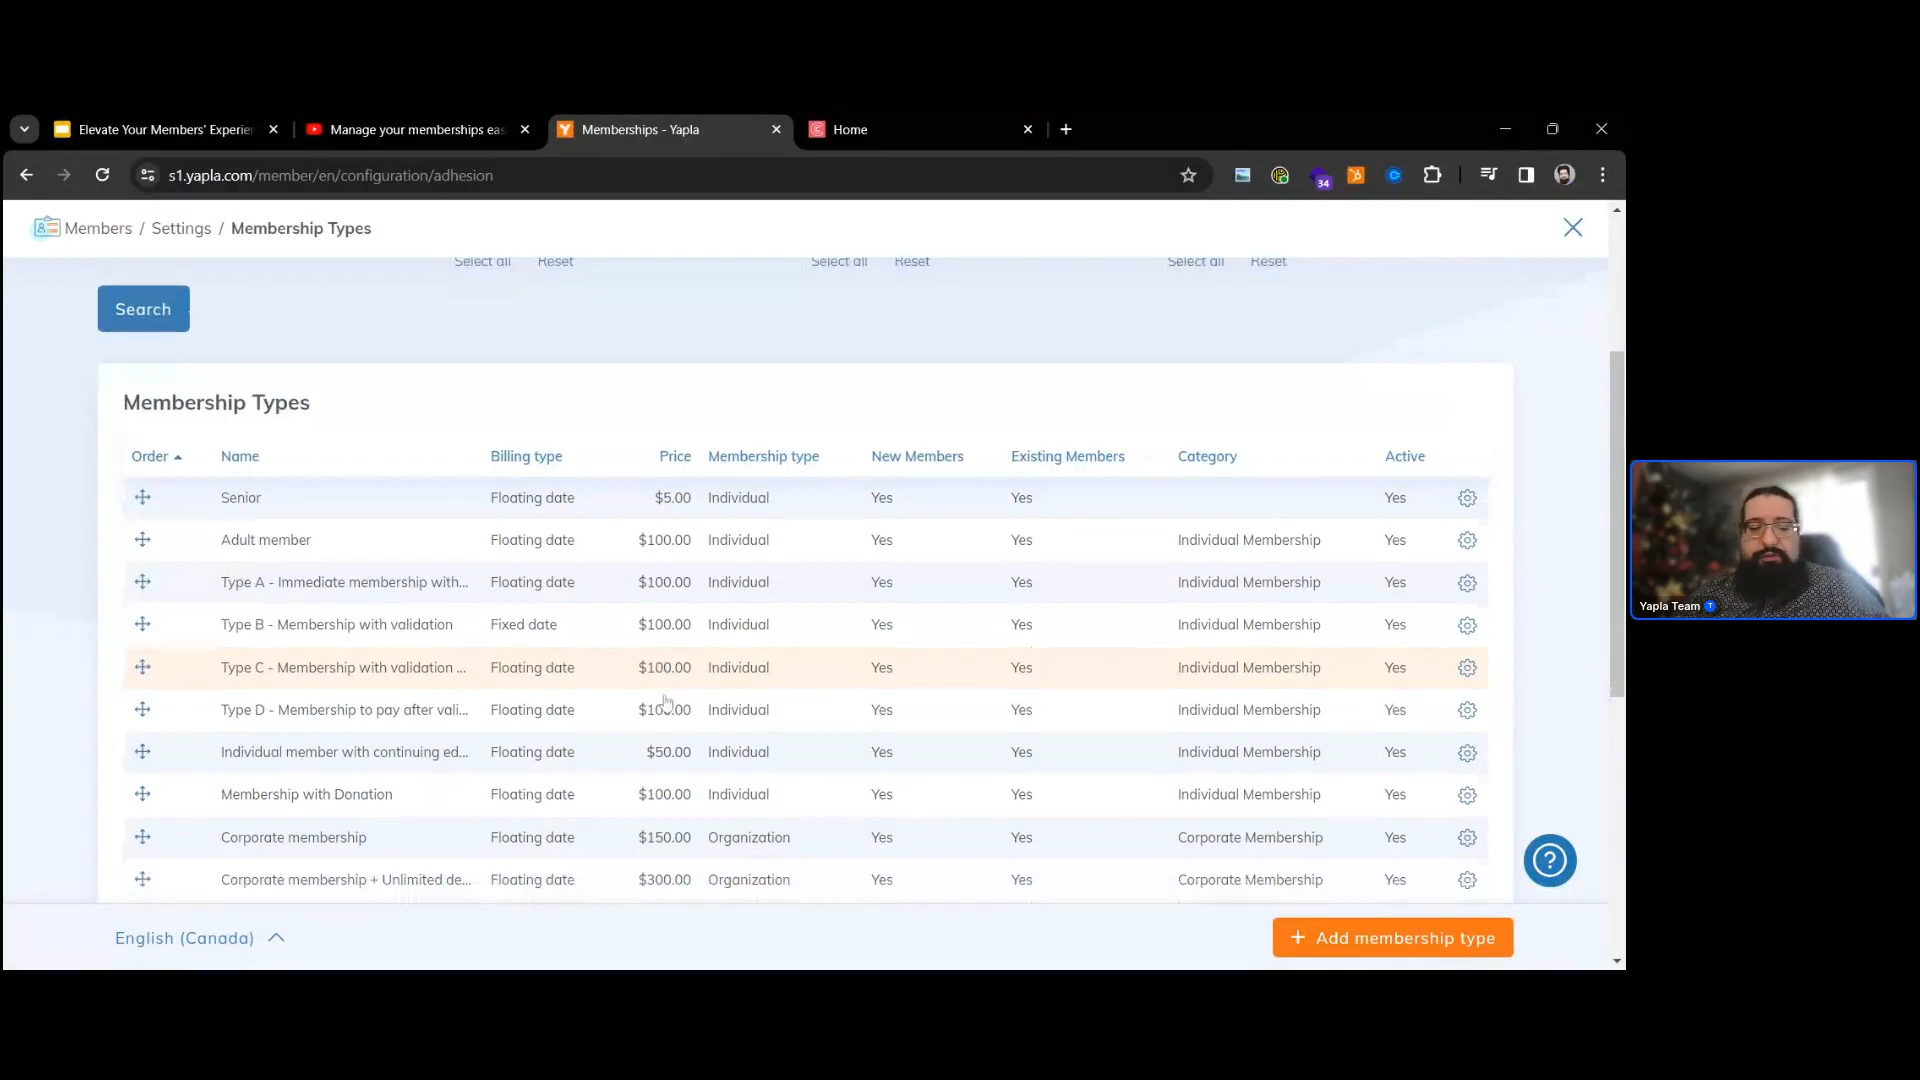 Elevate Your Members' Experie
Manage your memberships eas
Memberships - Yapla
Home
s1.yapla.com/member/en/configuration/adhesion
34
Members / Settings / Membership Types
Select all Reset Select all Reset Select all Reset
Search
Membership Types
Order Name Billing type Price Membership type New Members Existing Members Category Active
Senior Floating date $5.00 Individual Yes Yes Yes
Adult member Floating date $100.00 Individual Yes Yes Individual Membership Yes
Type A - Immediate membership with... Floating date $100.00 Individual Yes Yes Individual Membership Yes
Type B - Membership with validation Fixed date $100.00 Individual Yes Yes Individual Membership Yes
Type C - Membership with validation ... Floating date $100.00 Individual Yes Yes Individual Membership Yes
Type D - Membership to pay after vali... Floating date $100.00 Individual Yes Yes Individual Membership Yes
Individual member with continuing ed... Floating date $50.00 Individual Yes Yes Individual Membership Yes
Membership with Donation Floating date $100.00 Individual Yes Yes Individual Membership Yes
Corporate membership Floating date $150.00 Organization Yes Yes Corporate Membership Yes
Corporate membership + Unlimited de... Floating date $300.00 Organization Yes Yes Corporate Membership Yes
English (Canada)
+ Add membership type
Yapla Team